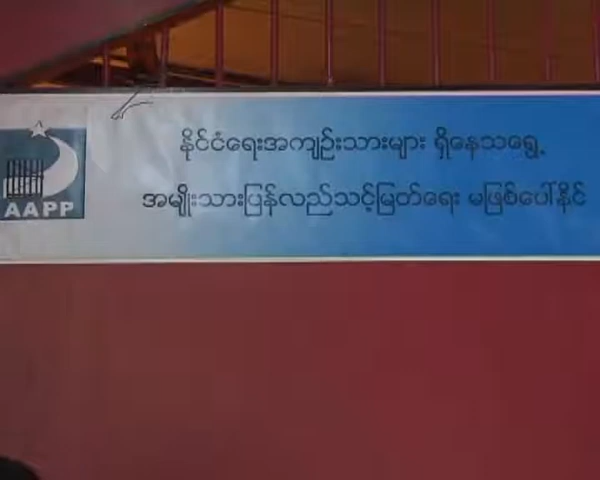 နိုင်ငံရေးအကျဉ်းသားများ ရှိနေသရွေ့
အမျိုးသားပြန်လည်သင့်မြတ်ရေး မဖြစ်ပေါ်နိုင်
AAPP